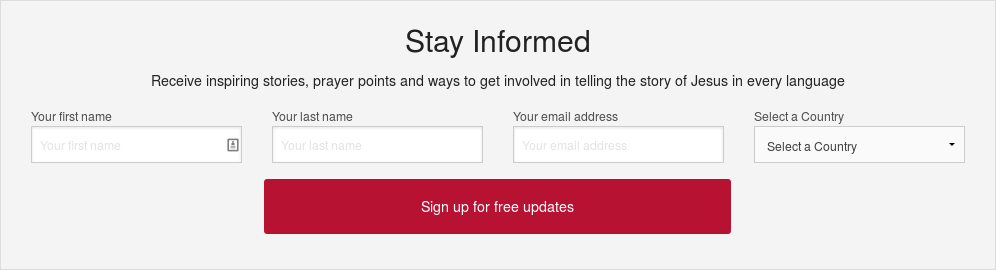 Stay Informed
Receive inspiring stories, prayer points and ways to get involved in telling the story of Jesus in every language
Your first name Your last name Your email address Select a Country
Your first name Your last name Your email address Select a Country
Sign up for free updates